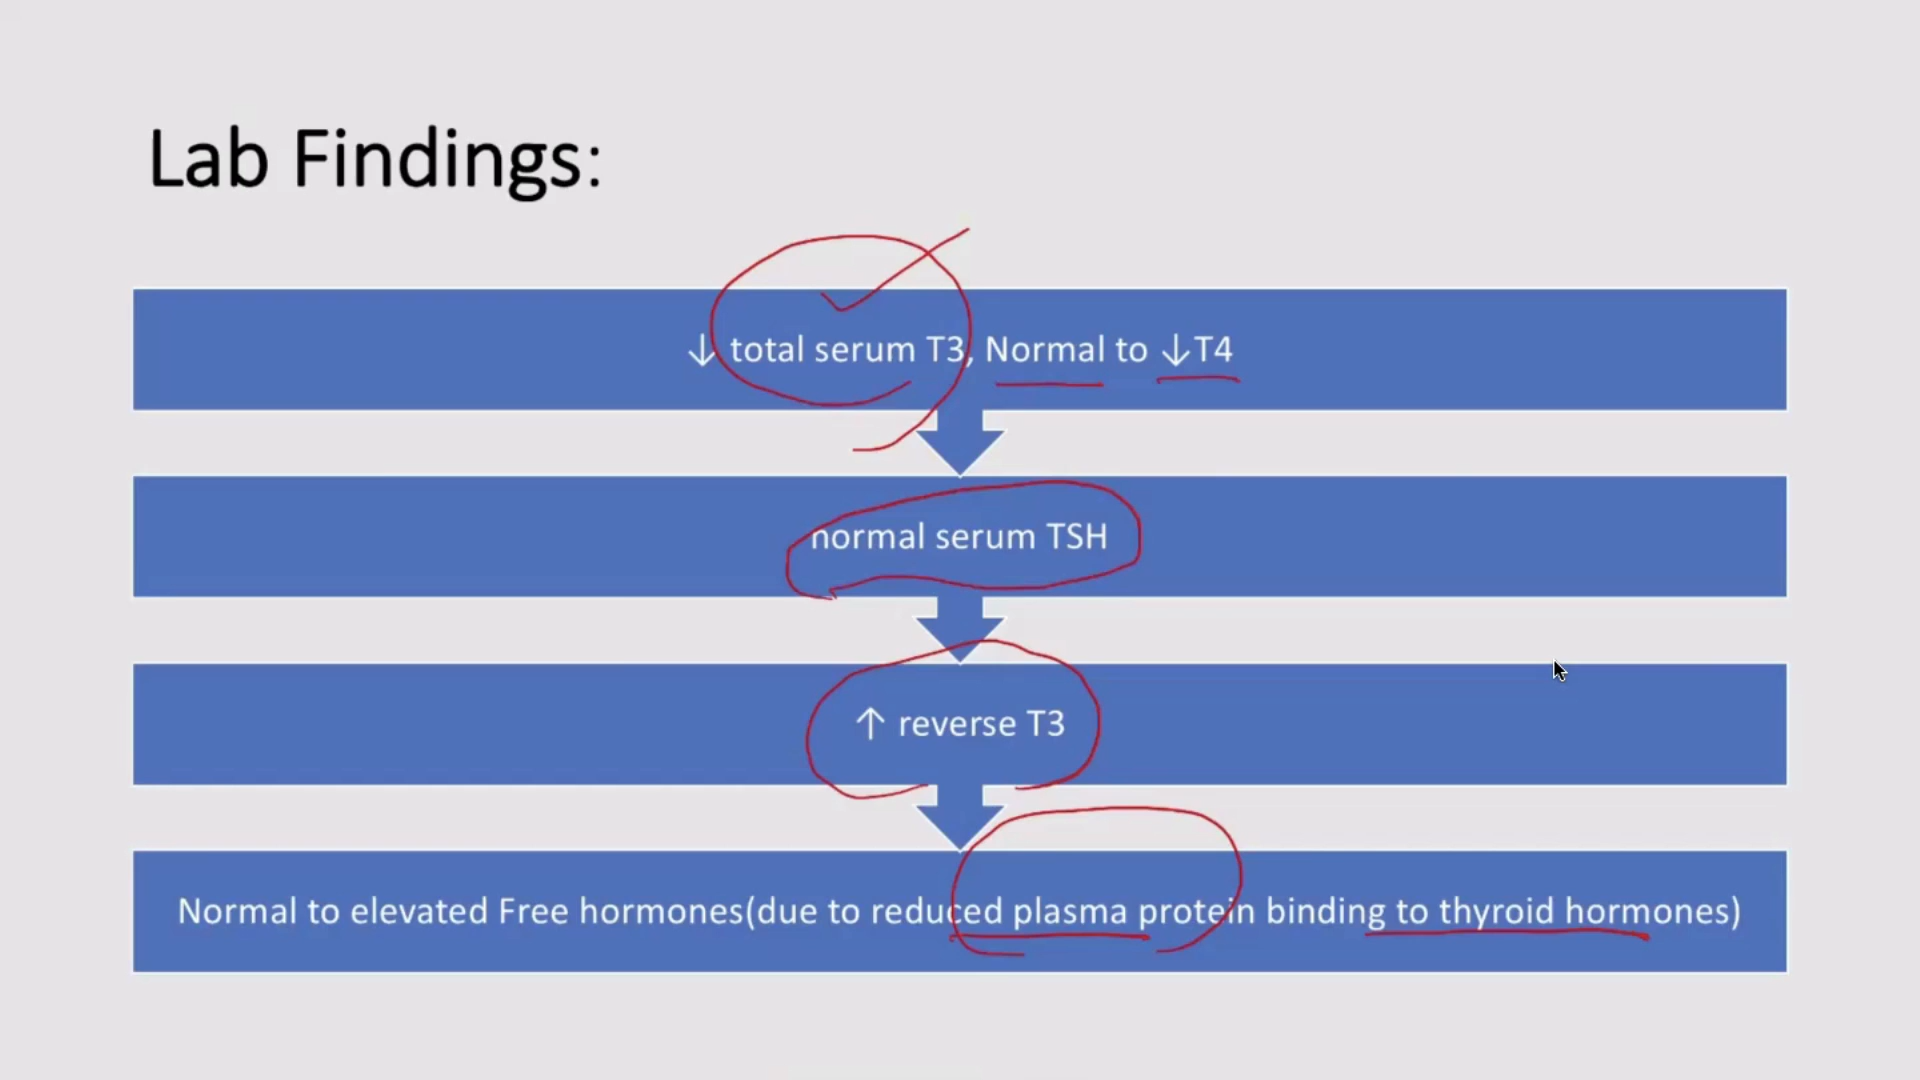 Lab Findings:
↓ total serum T3, Normal to ↓T4
normal serum TSH
↑ reverse T3
Normal to elevated Free hormones(due to reduced plasma protein binding to thyroid hormones)